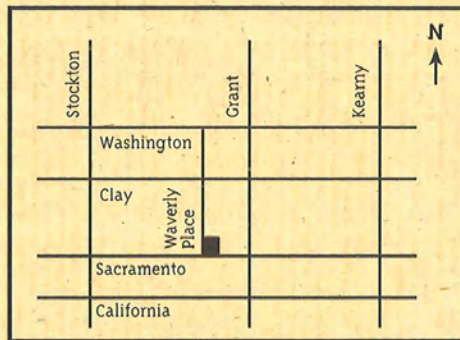 N
Stockton
Grant
Kearny
Washington
Clay
Waverly
Place
Sacramento
California